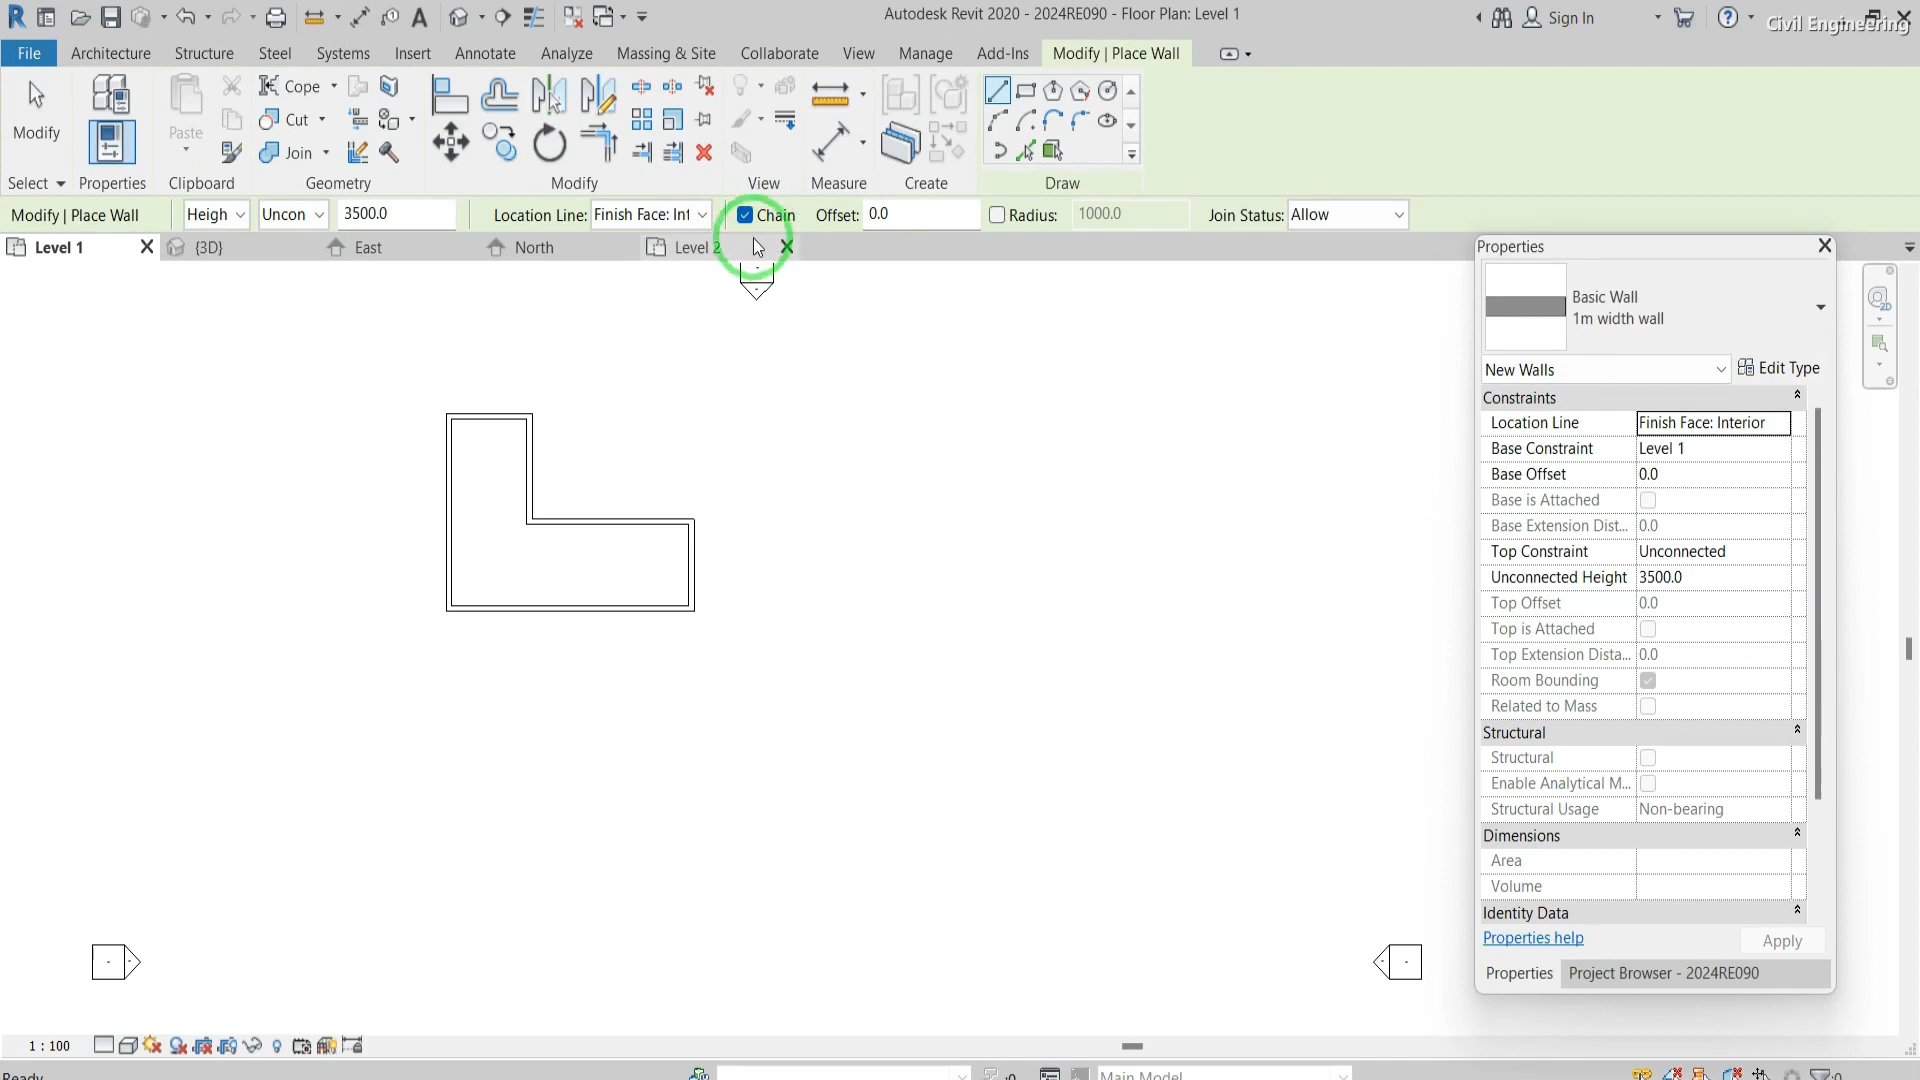 Autodesk Revit 2020 - 2024RE090 - Floor Plan: Level 1
Sign In
Civil Engineering
File Architecture Structure Steel Systems Insert Annotate Analyze Massing & Site Collaborate View Manage Add-Ins Modify | Place Wall
Modify
Paste
Cope
Cut
Join
Select Properties Clipboard Geometry Modify View Measure Create Draw
Modify | Place Wall Heigh Uncon 3500.0 Location Line: Finish Face: Int Chain Offset: 0.0 Radius: 1000.0 Join Status: Allow
Level 1 {3D} East North Level 2
Properties
Basic Wall
1m width wall
New Walls Edit Type
Constraints
Location Line Finish Face: Interior
Base Constraint Level 1
Base Offset 0.0
Base is Attached
Base Extension Dist... 0.0
Top Constraint Unconnected
Unconnected Height 3500.0
Top Offset 0.0
Top is Attached
Top Extension Dista... 0.0
Room Bounding
Related to Mass
Structural
Structural
Enable Analytical M...
Structural Usage Non-bearing
Dimensions
Area
Volume
Identity Data
Properties help Apply
Properties Project Browser - 2024RE090
1 : 100
Ready
:0 Main Model :0